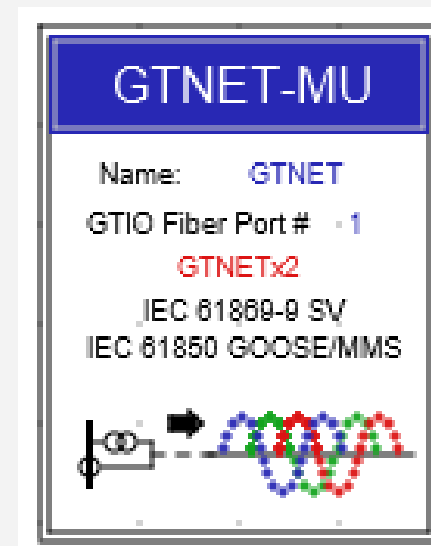 GTNET-MU
Name: GTNET
GTIO Fiber Port # 1
GTNETx2
IEC 61869-9 SV
IEC 61850 GOOSE/MMS